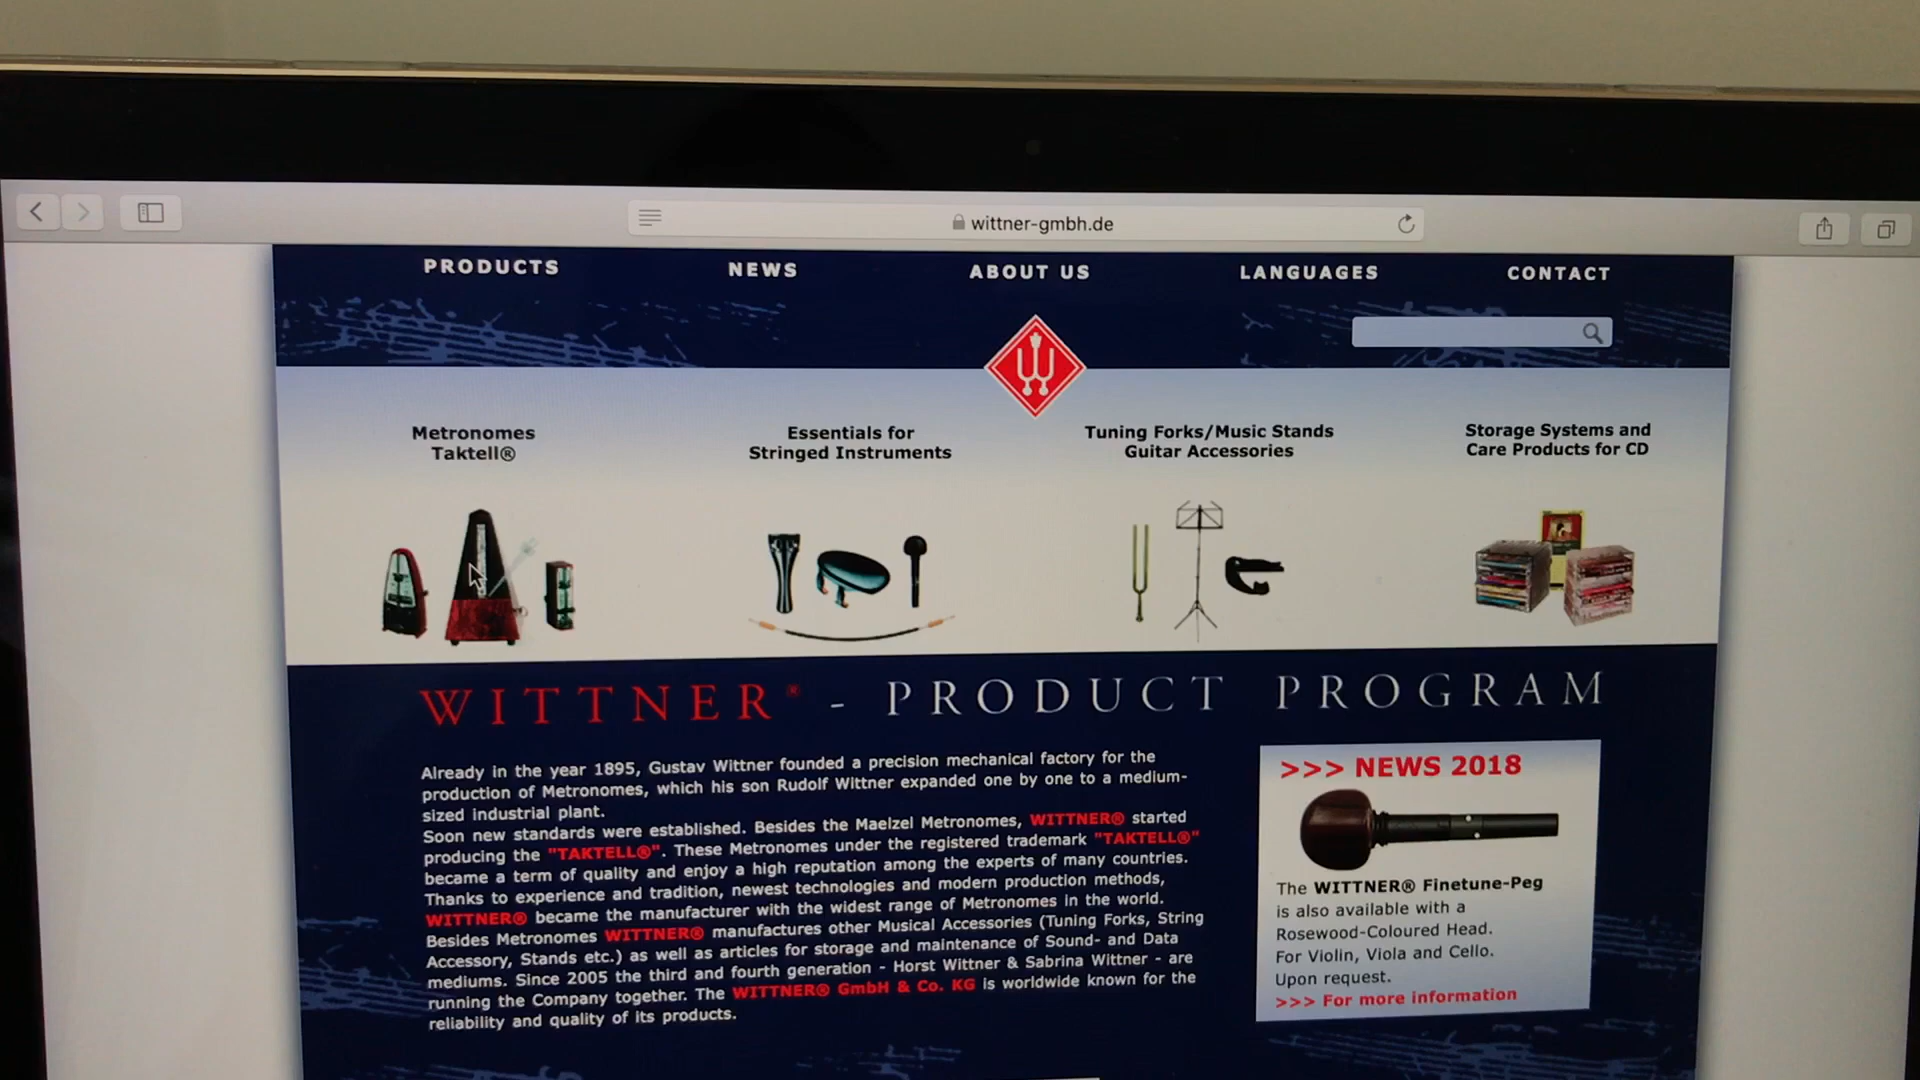 wittner-gmbh.de
PRODUCTS
NEWS
ABOUT US
LANGUAGES
CONTACT
Metronomes
Taktell®
Essentials for
Stringed Instruments
Tuning Forks/Music Stands
Guitar Accessories
Storage Systems and
Care Products for CD
WITTNER® - PRODUCT PROGRAM
Already in the year 1895, Gustav Wittner founded a precision mechanical factory for the
production of Metronomes, which his son Rudolf Wittner expanded one by one to a medium-
sized industrial plant.
Soon new standards were established. Besides the Maelzel Metronomes, WITTNER® started
producing the "TAKTELL®". These Metronomes under the registered trademark "TAKTELL®"
became a term of quality and enjoy a high reputation among the experts of many countries.
Thanks to experience and tradition, newest technologies and modern production methods,
WITTNER® became the manufacturer with the widest range of Metronomes in the world.
Besides Metronomes WITTNER® manufactures other Musical Accessories (Tuning Forks, String
Accessory, Stands etc.) as well as articles for storage and maintenance of Sound- and Data
mediums. Since 2005 the third and fourth generation - Horst Wittner & Sabrina Wittner - are
running the Company together. The WITTNER® GmbH & Co. KG is worldwide known for the
reliability and quality of its products.
>>> NEWS 2018
The WITTNER® Finetune-Peg
is also available with a
Rosewood-Coloured Head.
For Violin, Viola and Cello.
Upon request.
>>> For more information